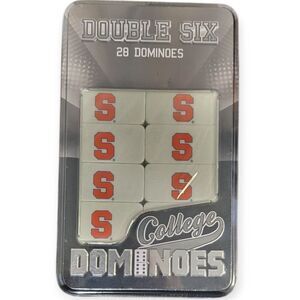 DOUBLE SIX
28 DOMINOES
S S
S S
S S
S
College
DOMINOES